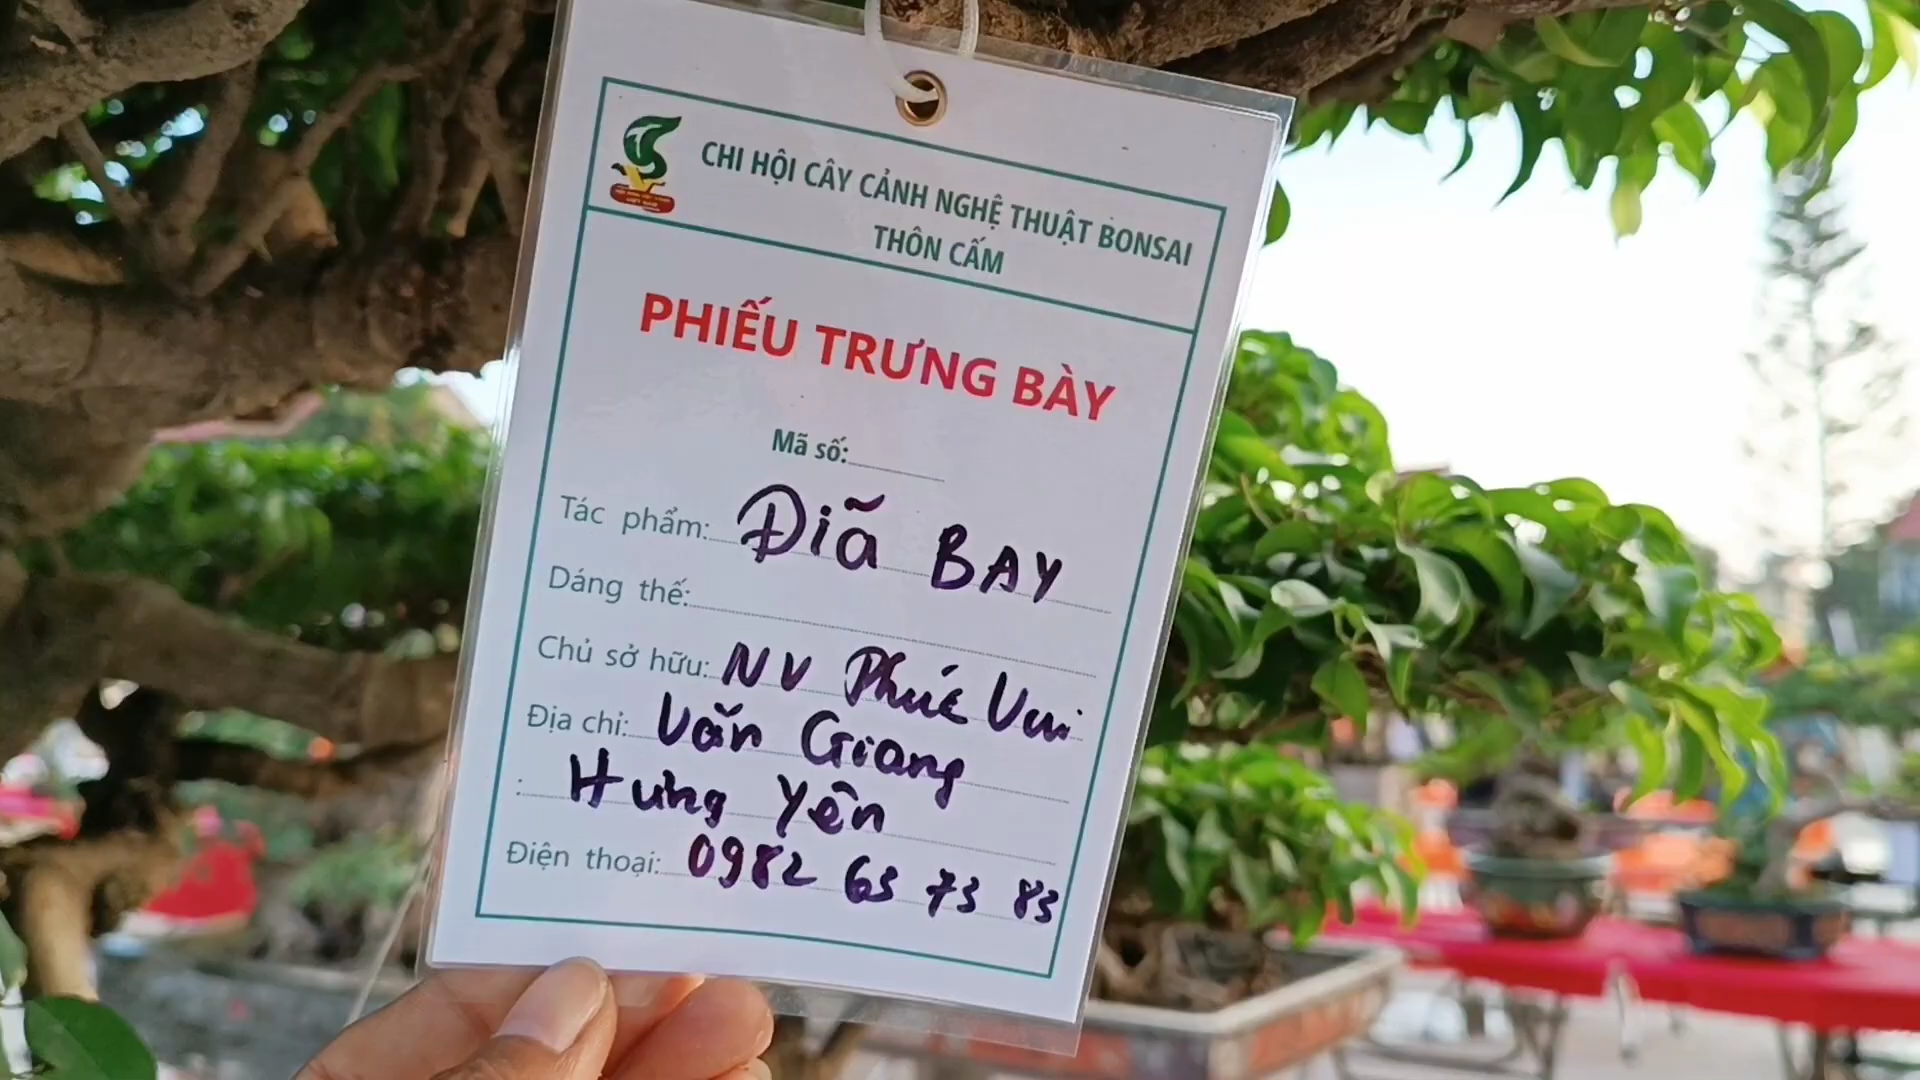 CHI HỘI CÂY CẢNH NGHỆ THUẬT BONSAI
THÔN CẤM
PHIẾU TRƯNG BÀY
Mã số:
Tác phẩm: Đĩa BAY
Dáng thế:
Chủ sở hữu: NV Phúc Vui
Địa chỉ: Văn Giang
: Hưng Yên
Điện thoại: 0982 63 73 83